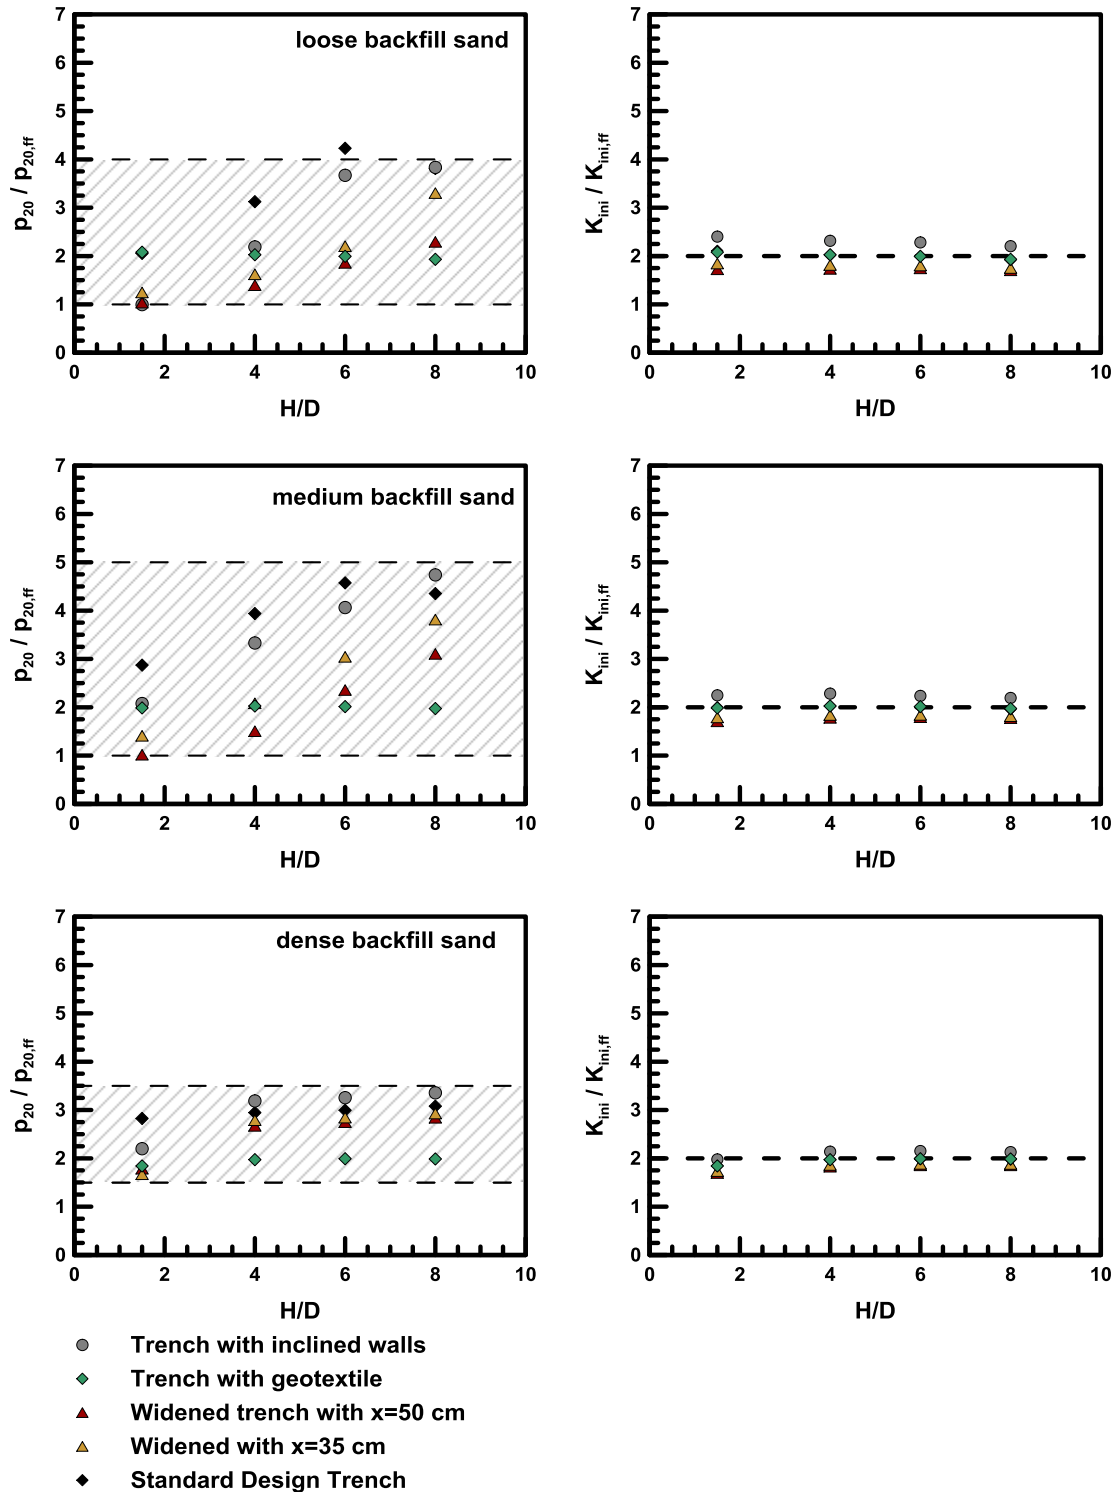 loose backfill sand
p20 / p20,ff
7
6
5
4
3
2
1
0
0 2 4 6 8 10
H/D
Kini / Kini,ff
7
6
5
4
3
2
1
0
0 2 4 6 8 10
H/D
medium backfill sand
p20 / p20,ff
7
6
5
4
3
2
1
0
0 2 4 6 8 10
H/D
Kini / Kini,ff
7
6
5
4
3
2
1
0
0 2 4 6 8 10
H/D
dense backfill sand
p20 / p20,ff
7
6
5
4
3
2
1
0
0 2 4 6 8 10
H/D
Kini / Kini,ff
7
6
5
4
3
2
1
0
0 2 4 6 8 10
H/D
Trench with inclined walls
Trench with geotextile
Widened trench with x=50 cm
Widened with x=35 cm
Standard Design Trench